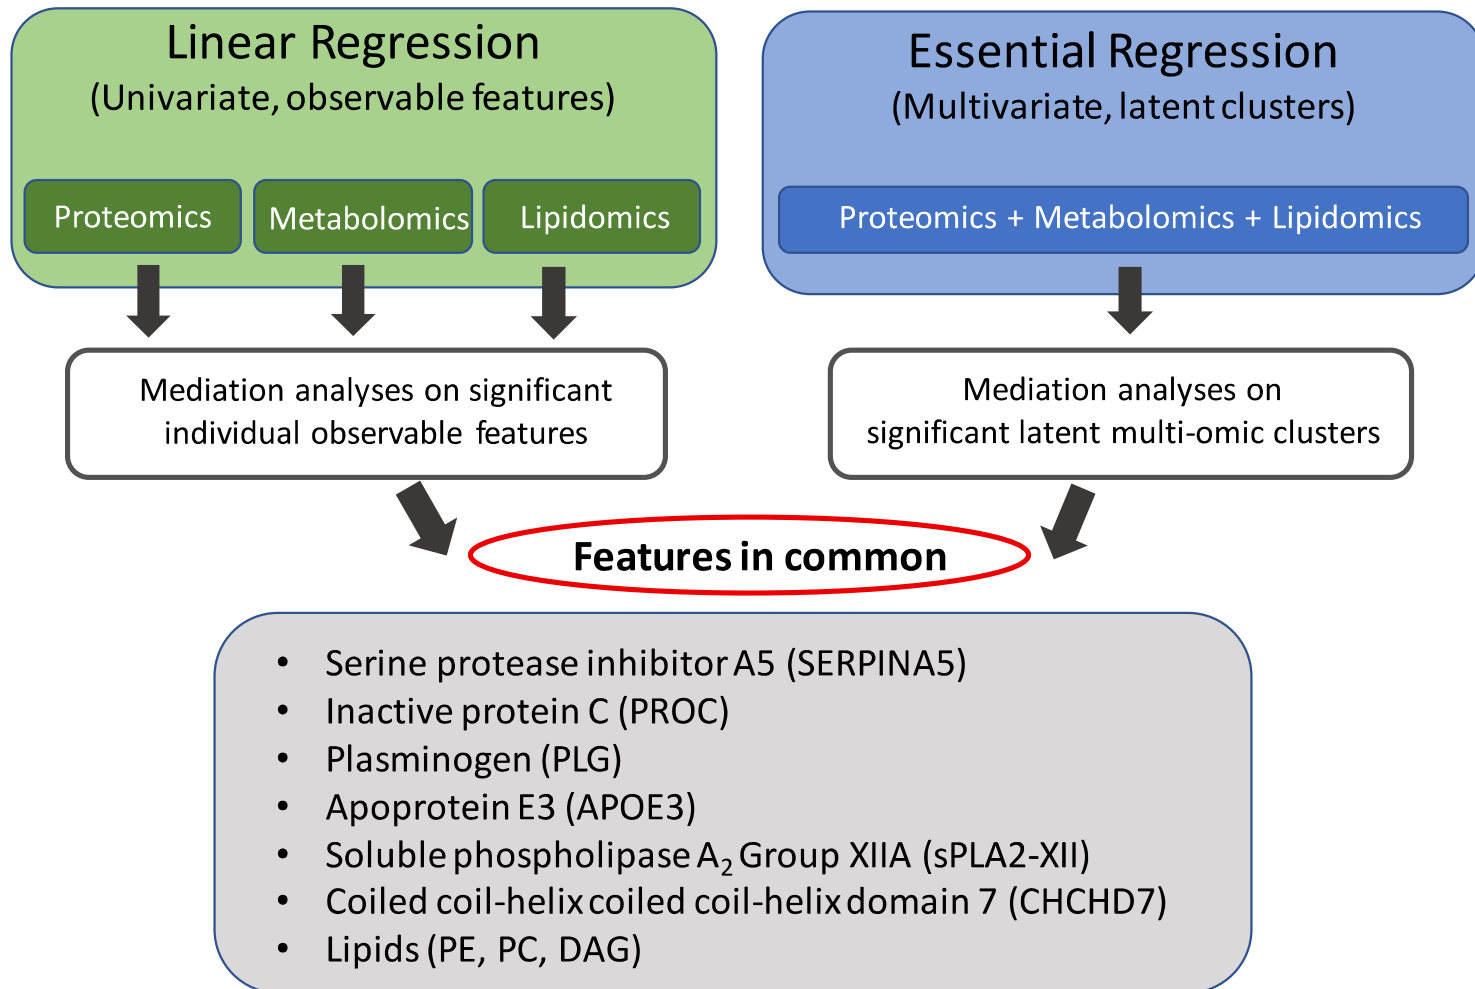 Linear Regression
(Univariate, observable features)
Proteomics
Metabolomics
Lipidomics
Mediation analyses on significant
individual observable features
Essential Regression
(Multivariate, latent clusters)
Proteomics + Metabolomics + Lipidomics
Mediation analyses on
significant latent multi-omic clusters
Features in common
• Serine protease inhibitor A5 (SERPINA5)
• Inactive protein C (PROC)
• Plasminogen (PLG)
• Apoprotein E3 (APOE3)
• Soluble phospholipase A₂ Group XIIA (sPLA2-XII)
• Coiled coil-helix coiled coil-helix domain 7 (CHCHD7)
• Lipids (PE, PC, DAG)